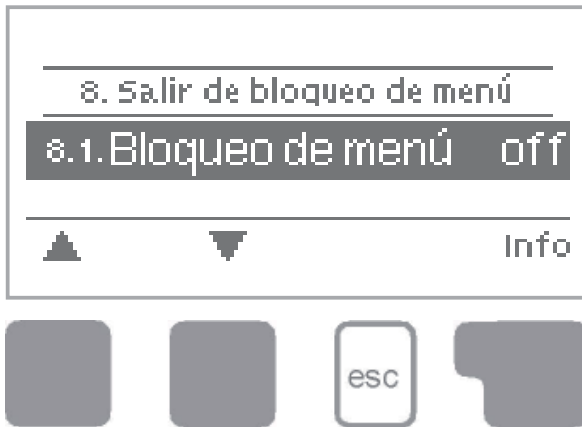 8. Salir de bloqueo de menú
8.1.Bloqueo de menú off
Info
esc